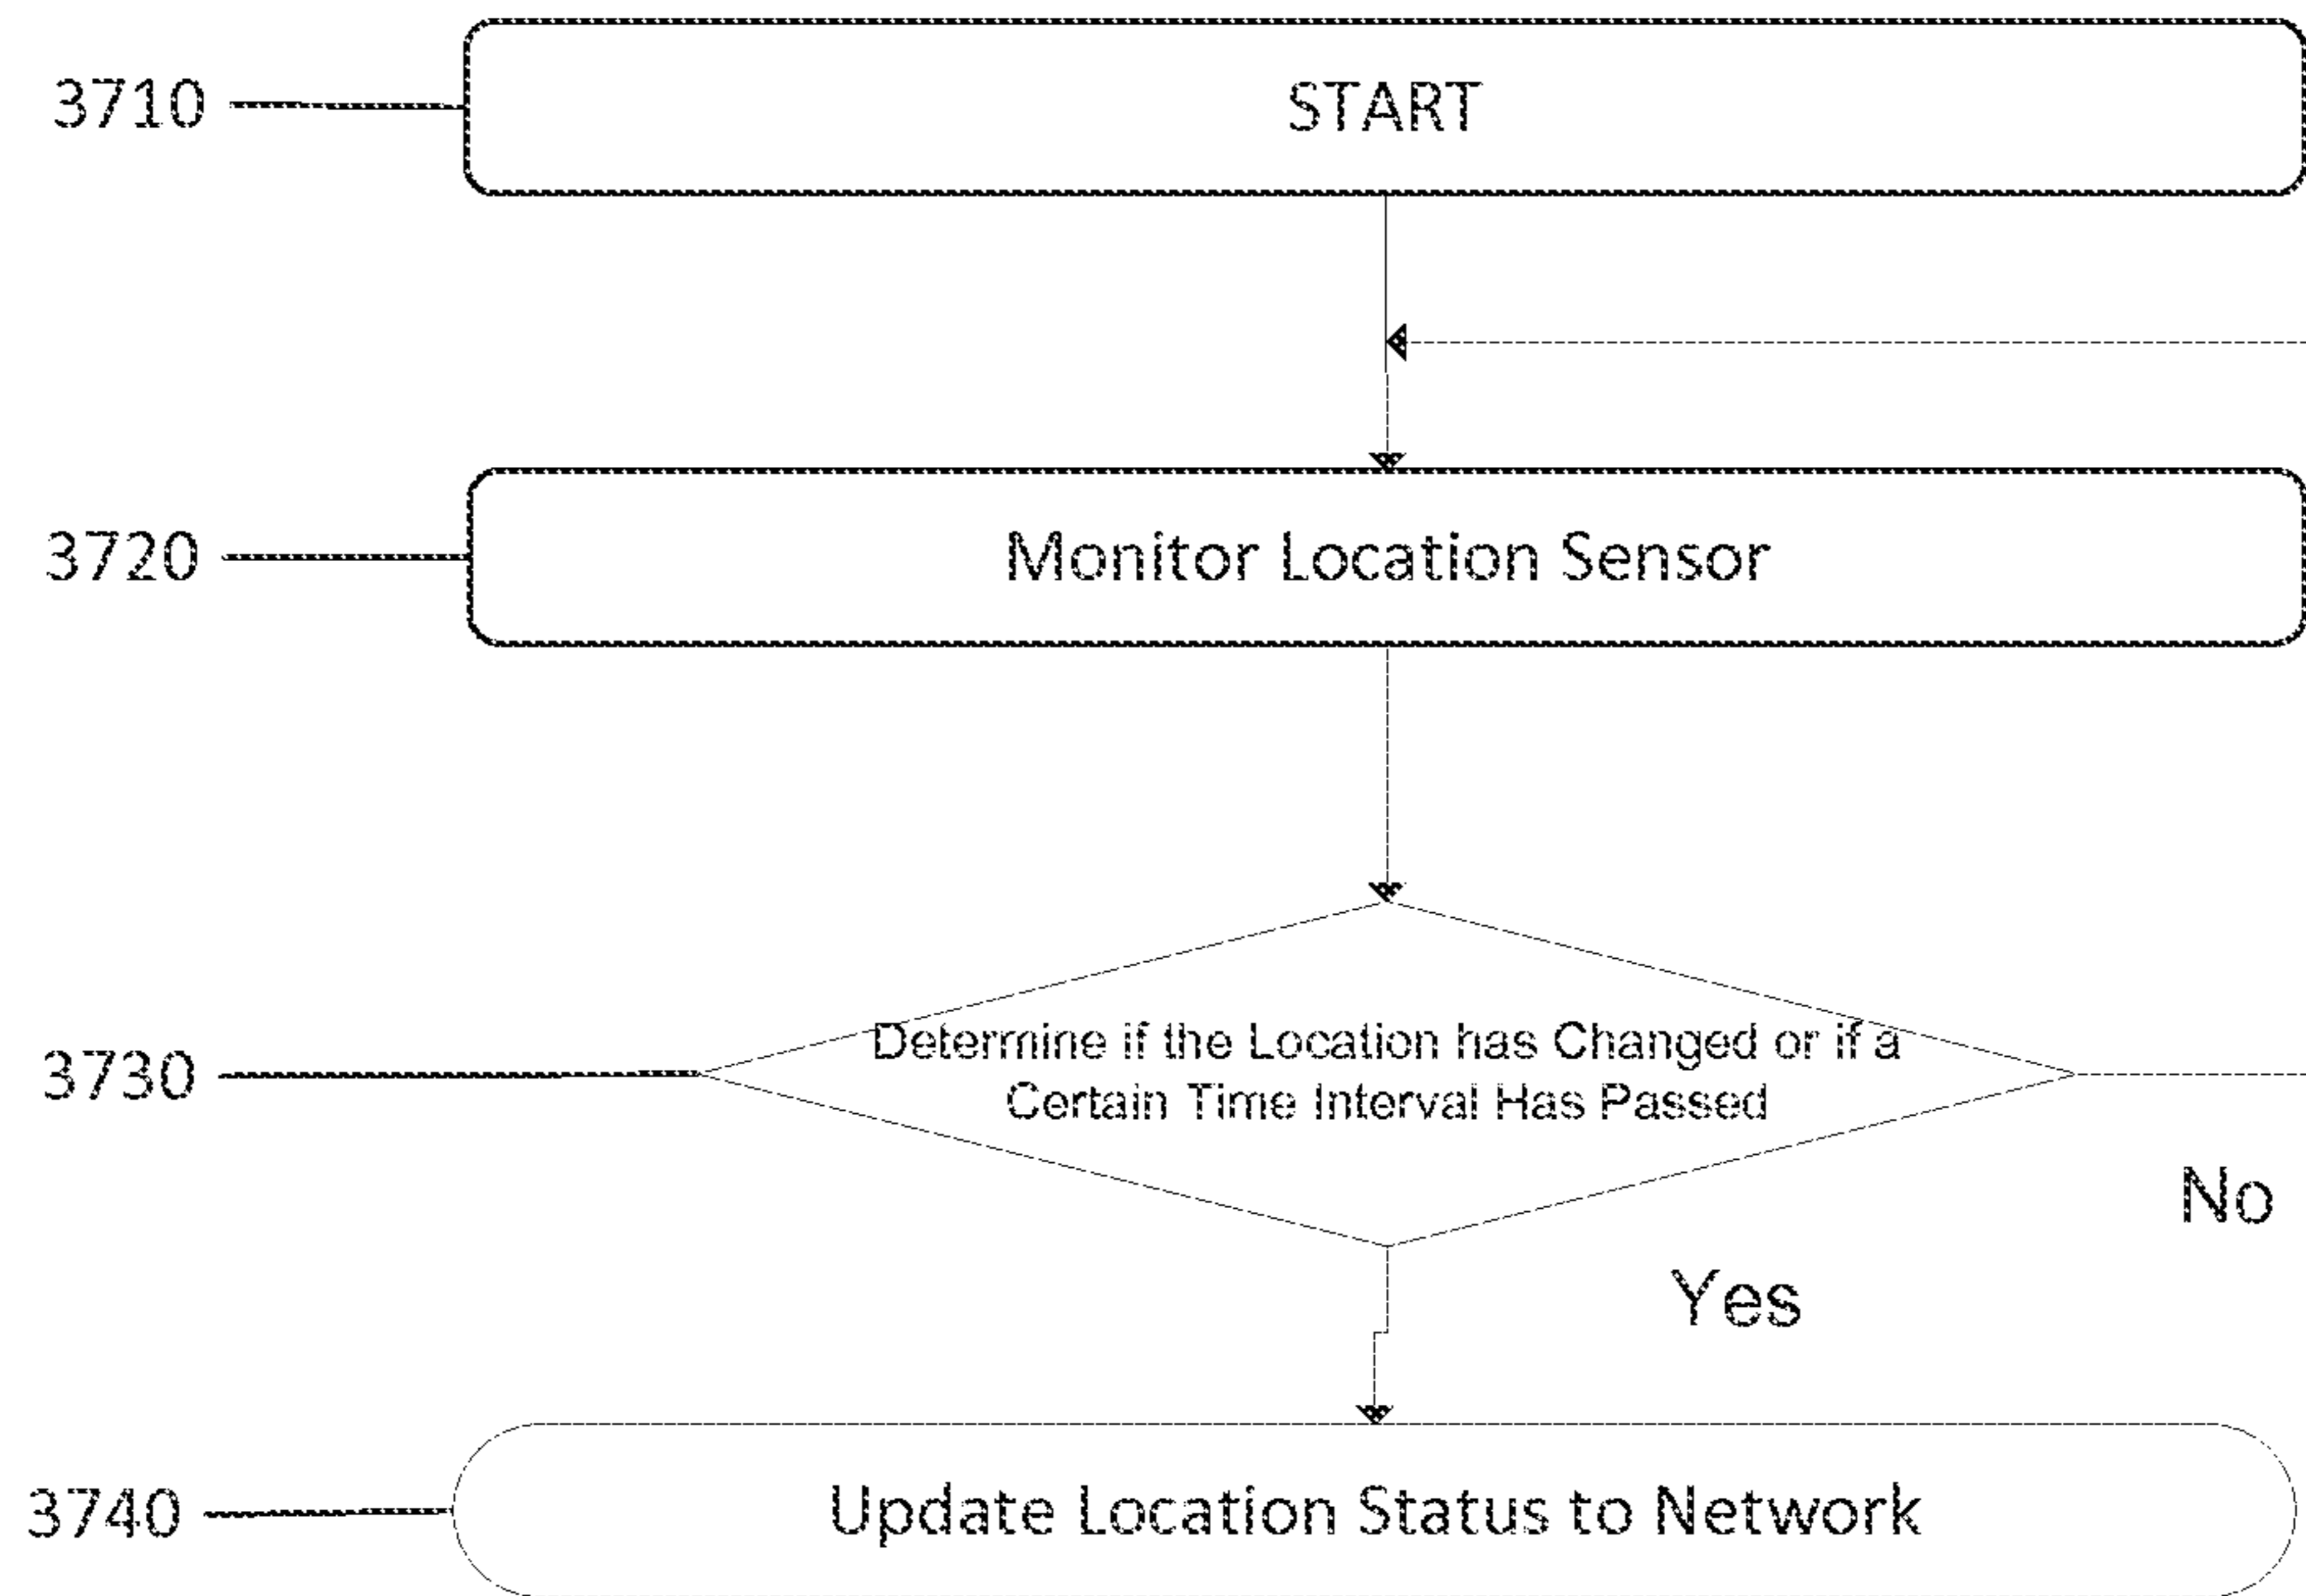 3710
START
3720
Monitor Location Sensor
3730
Determine if the Location has Changed or if a
Certain Time Interval Has Passed
No
Yes
3740
Update Location Status to Network